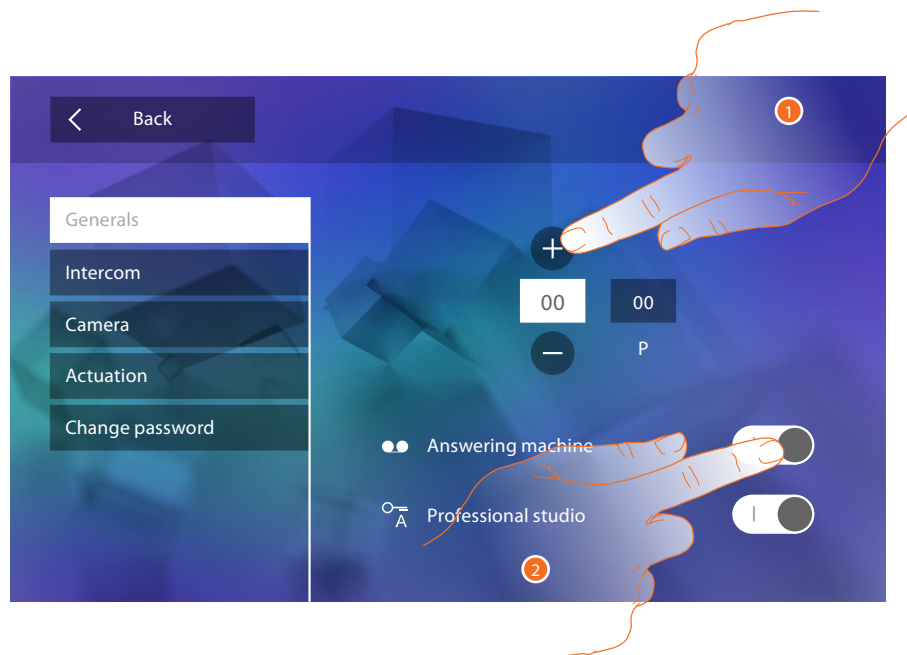 Back
1
Generals
Intercom
Camera
Actuation
Change password
+
00 00
– P
Answering machine
A Professional studio
2